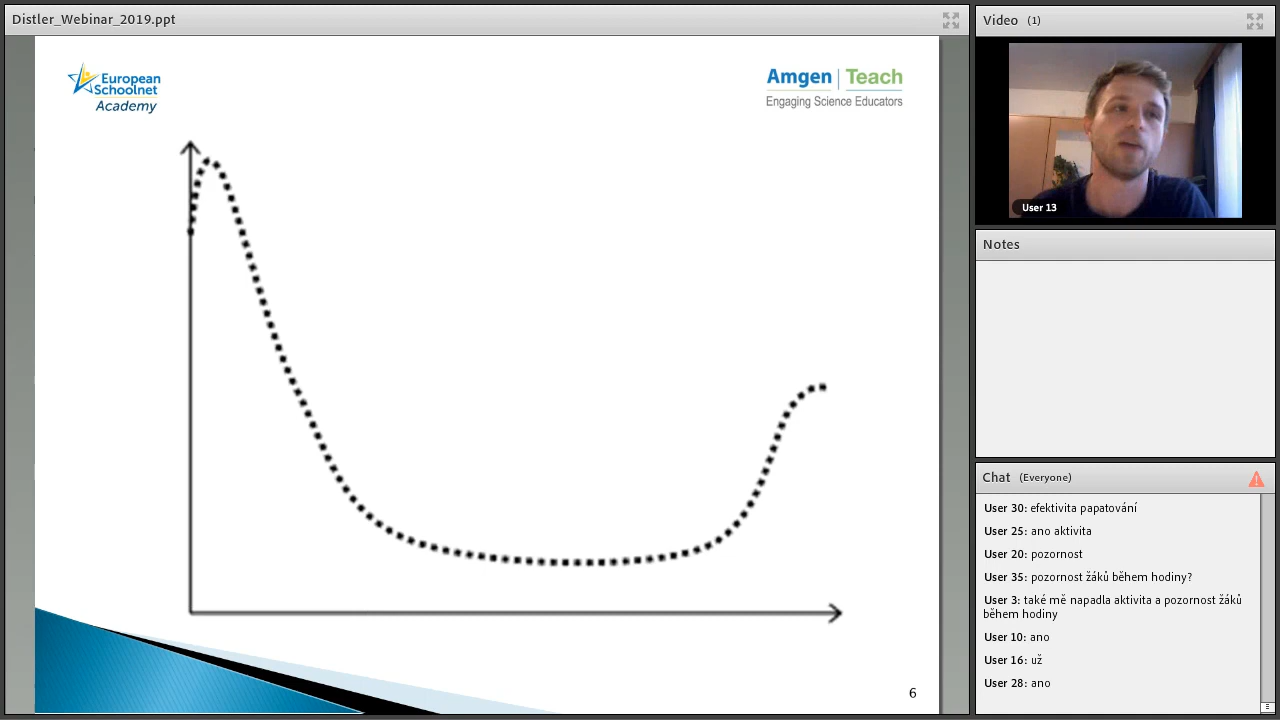 Distler_Webinar_2019.ppt
European
Schoolnet
Academy
Amgen Teach
Engaging Science Educators
6
Video (1)
User 13
Notes
Chat (Everyone)
User 30: efektivita papatování
User 25: ano aktivita
User 20: pozornost
User 35: pozornost žáků během hodiny?
User 3: také mě napadla aktivita a pozornost žáků
během hodiny
User 10: ano
User 16: už
User 28: ano